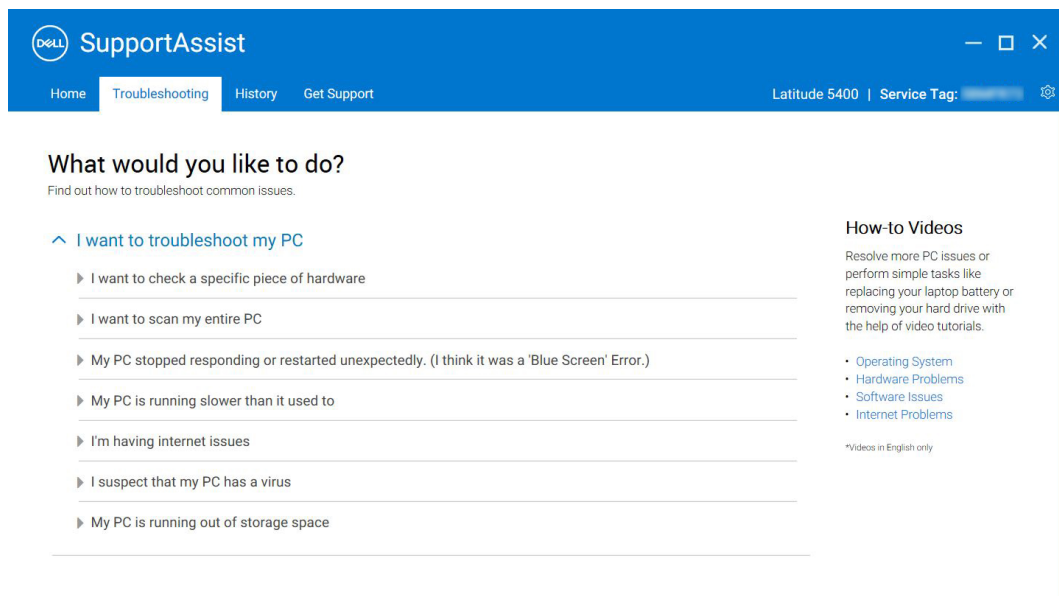 DELL SupportAssist
Home Troubleshooting History Get Support
Latitude 5400 | Service Tag:
What would you like to do?
Find out how to troubleshoot common issues.
I want to troubleshoot my PC
I want to check a specific piece of hardware
I want to scan my entire PC
My PC stopped responding or restarted unexpectedly. (I think it was a 'Blue Screen' Error.)
My PC is running slower than it used to
I'm having internet issues
I suspect that my PC has a virus
My PC is running out of storage space
How-to Videos
Resolve more PC issues or
perform simple tasks like
replacing your laptop battery or
removing your hard drive with
the help of video tutorials.
• Operating System
• Hardware Problems
• Software Issues
• Internet Problems
*Videos in English only